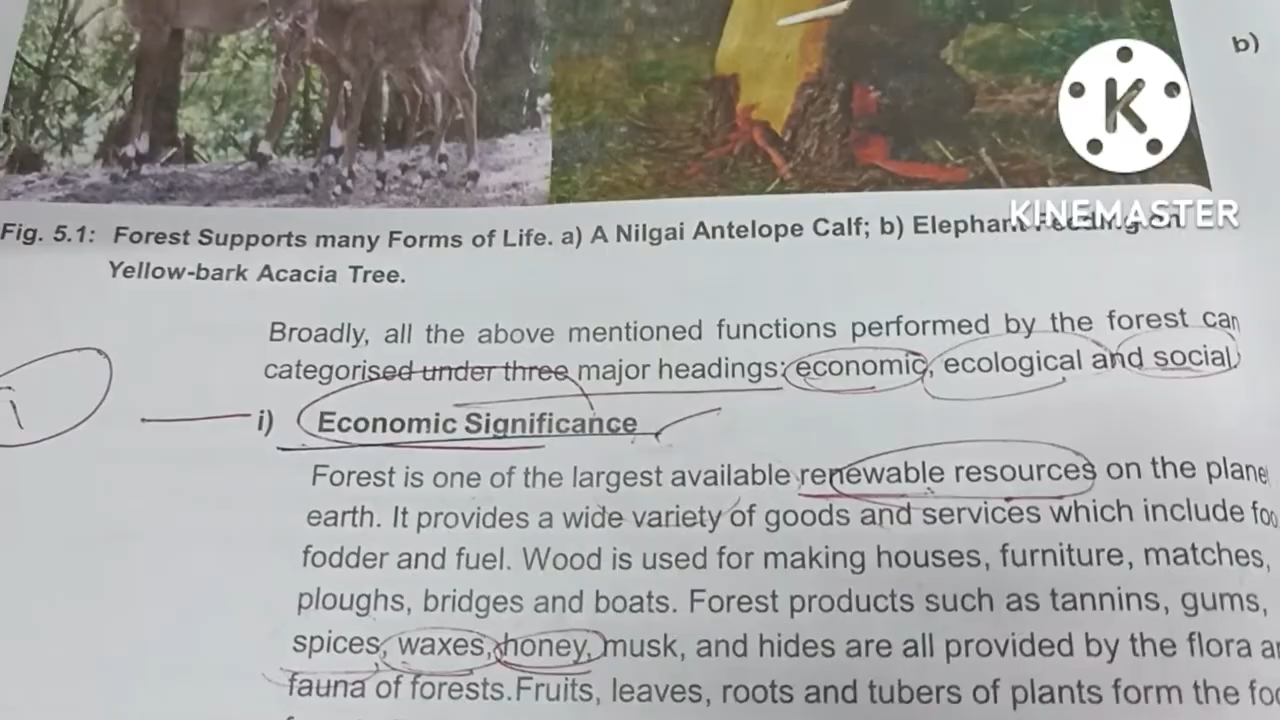 b)
K
KINEMASTER
Fig. 5.1: Forest Supports many Forms of Life. a) A Nilgai Antelope Calf; b) Elephant Feeding on
Yellow-bark Acacia Tree.
Broadly, all the above mentioned functions performed by the forest can
categorised under three major headings: economic, ecological and social
i) Economic Significance
Forest is one of the largest available renewable resources on the plane
earth. It provides a wide variety of goods and services which include foo
fodder and fuel. Wood is used for making houses, furniture, matches,
ploughs, bridges and boats. Forest products such as tannins, gums,
spices, waxes, honey, musk, and hides are all provided by the flora a
fauna of forests.Fruits, leaves, roots and tubers of plants form the foo